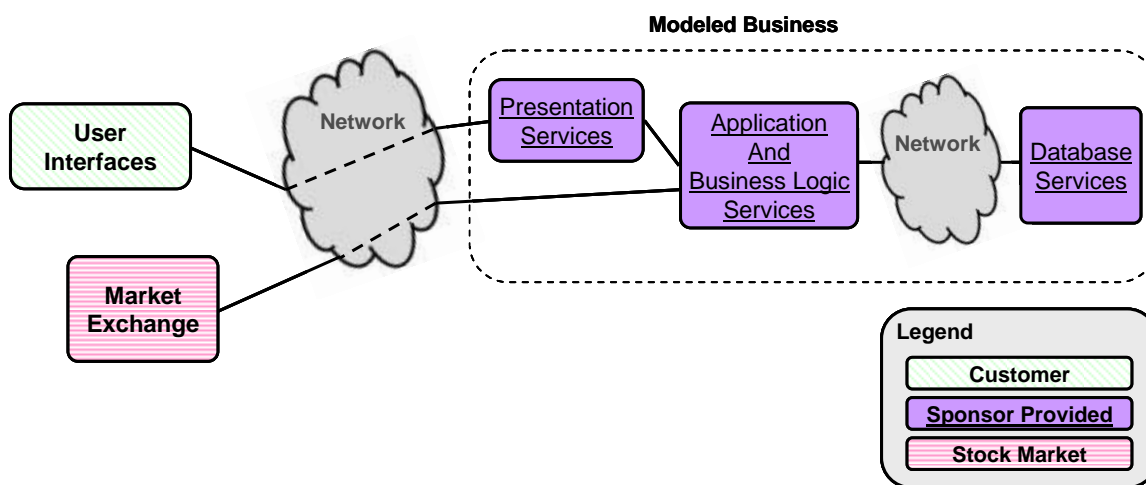 Modeled Business
User
Interfaces
Network
Presentation
Services
Application
And
Business Logic
Services
Network
Database
Services
Market
Exchange
Legend
Customer
Sponsor Provided
Stock Market